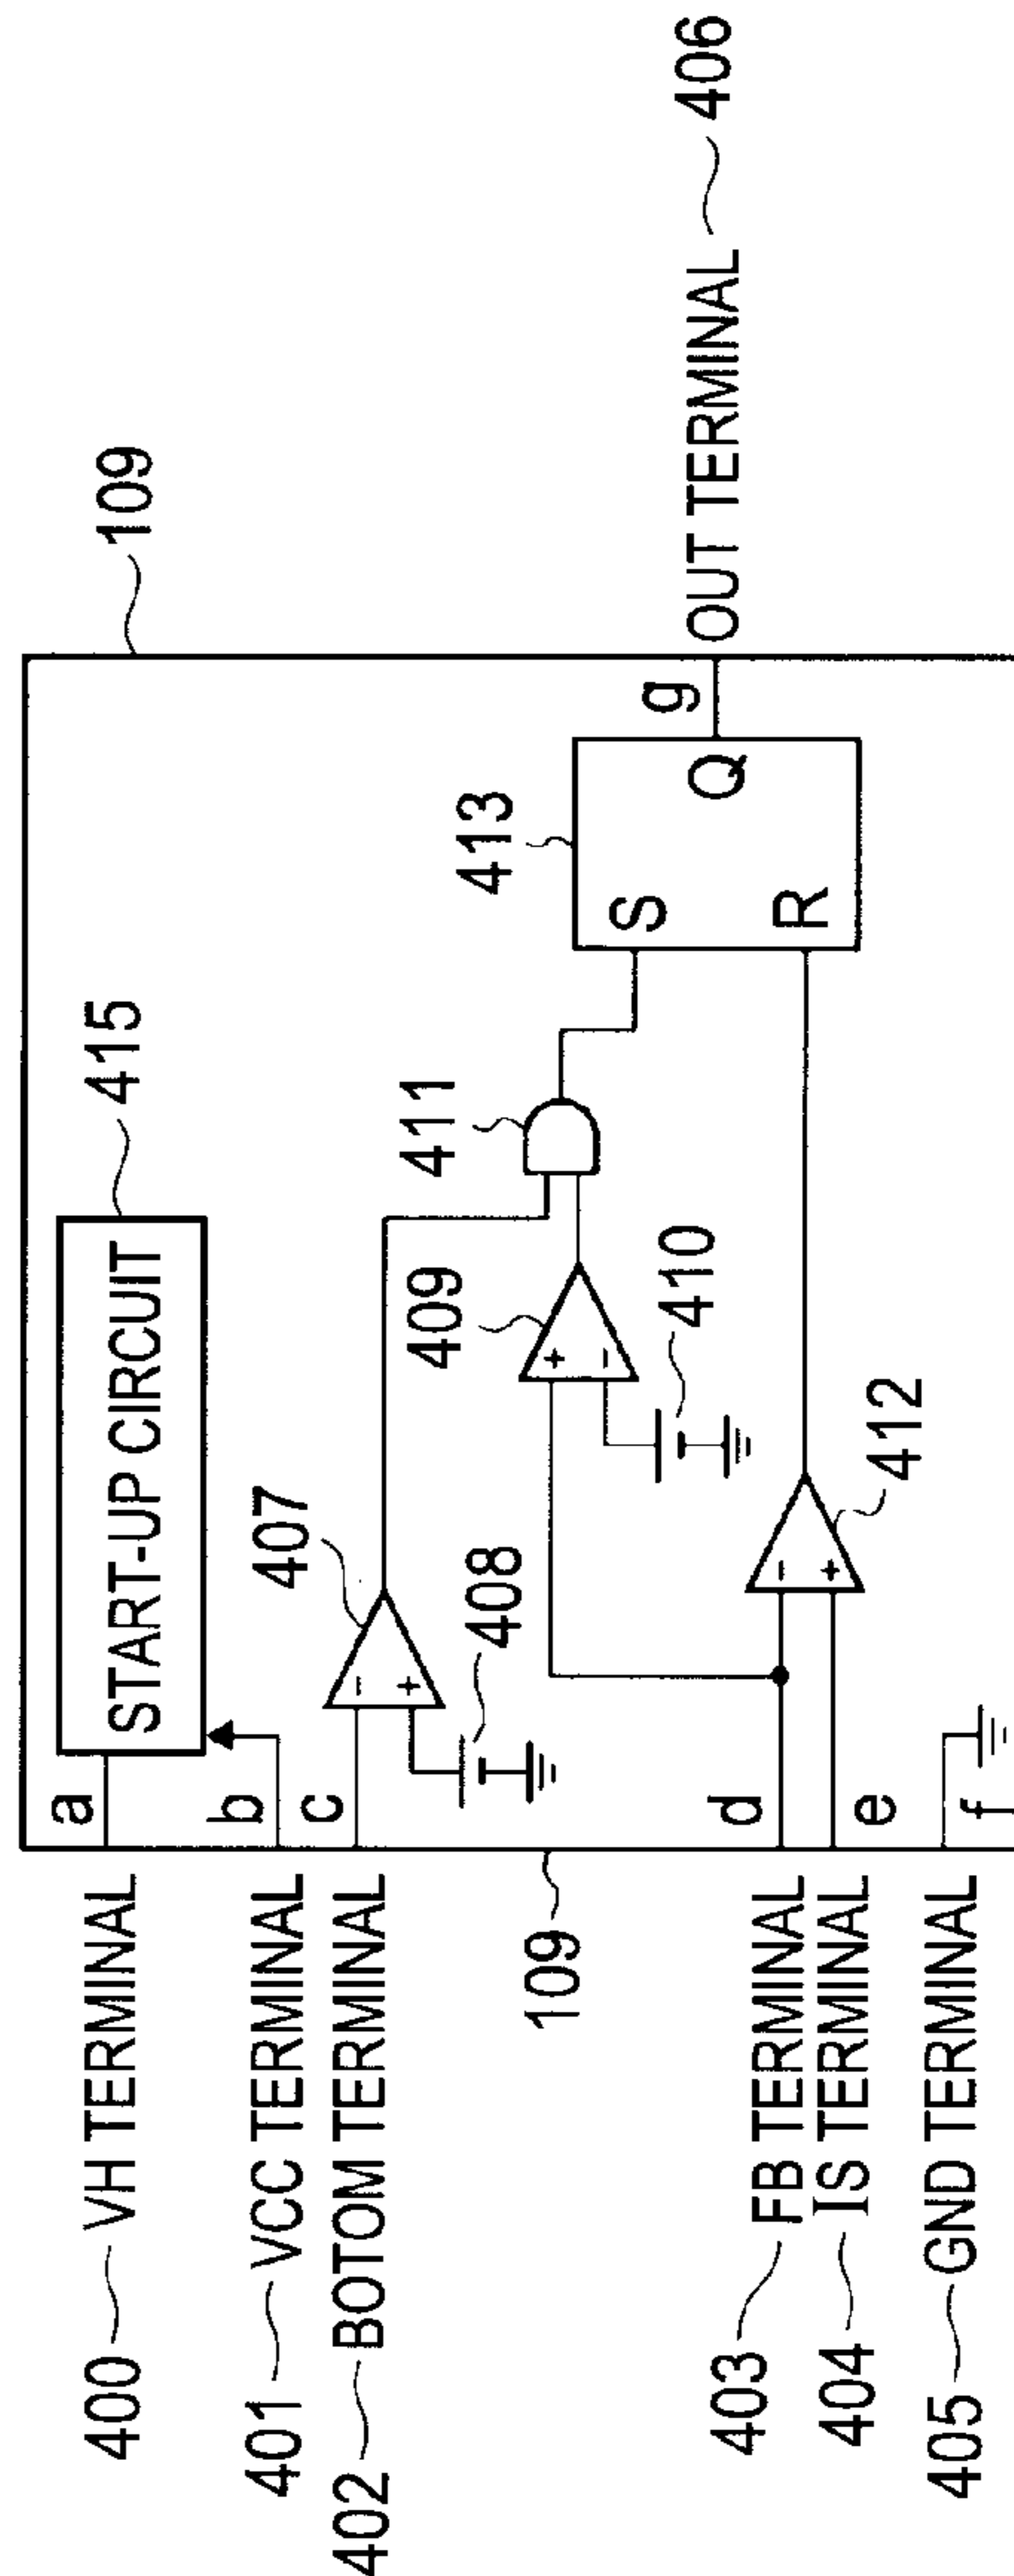 109
415
START-UP CIRCUIT
400 VH TERMINAL
a
401 VCC TERMINAL
b
402 BOTOM TERMINAL
c
407
-
+
408
411
409
+
-
410
413
S
Q
R
g
OUT TERMINAL 406
109
403 FB TERMINAL
d
404 IS TERMINAL
e
-
+
412
405 GND TERMINAL
f